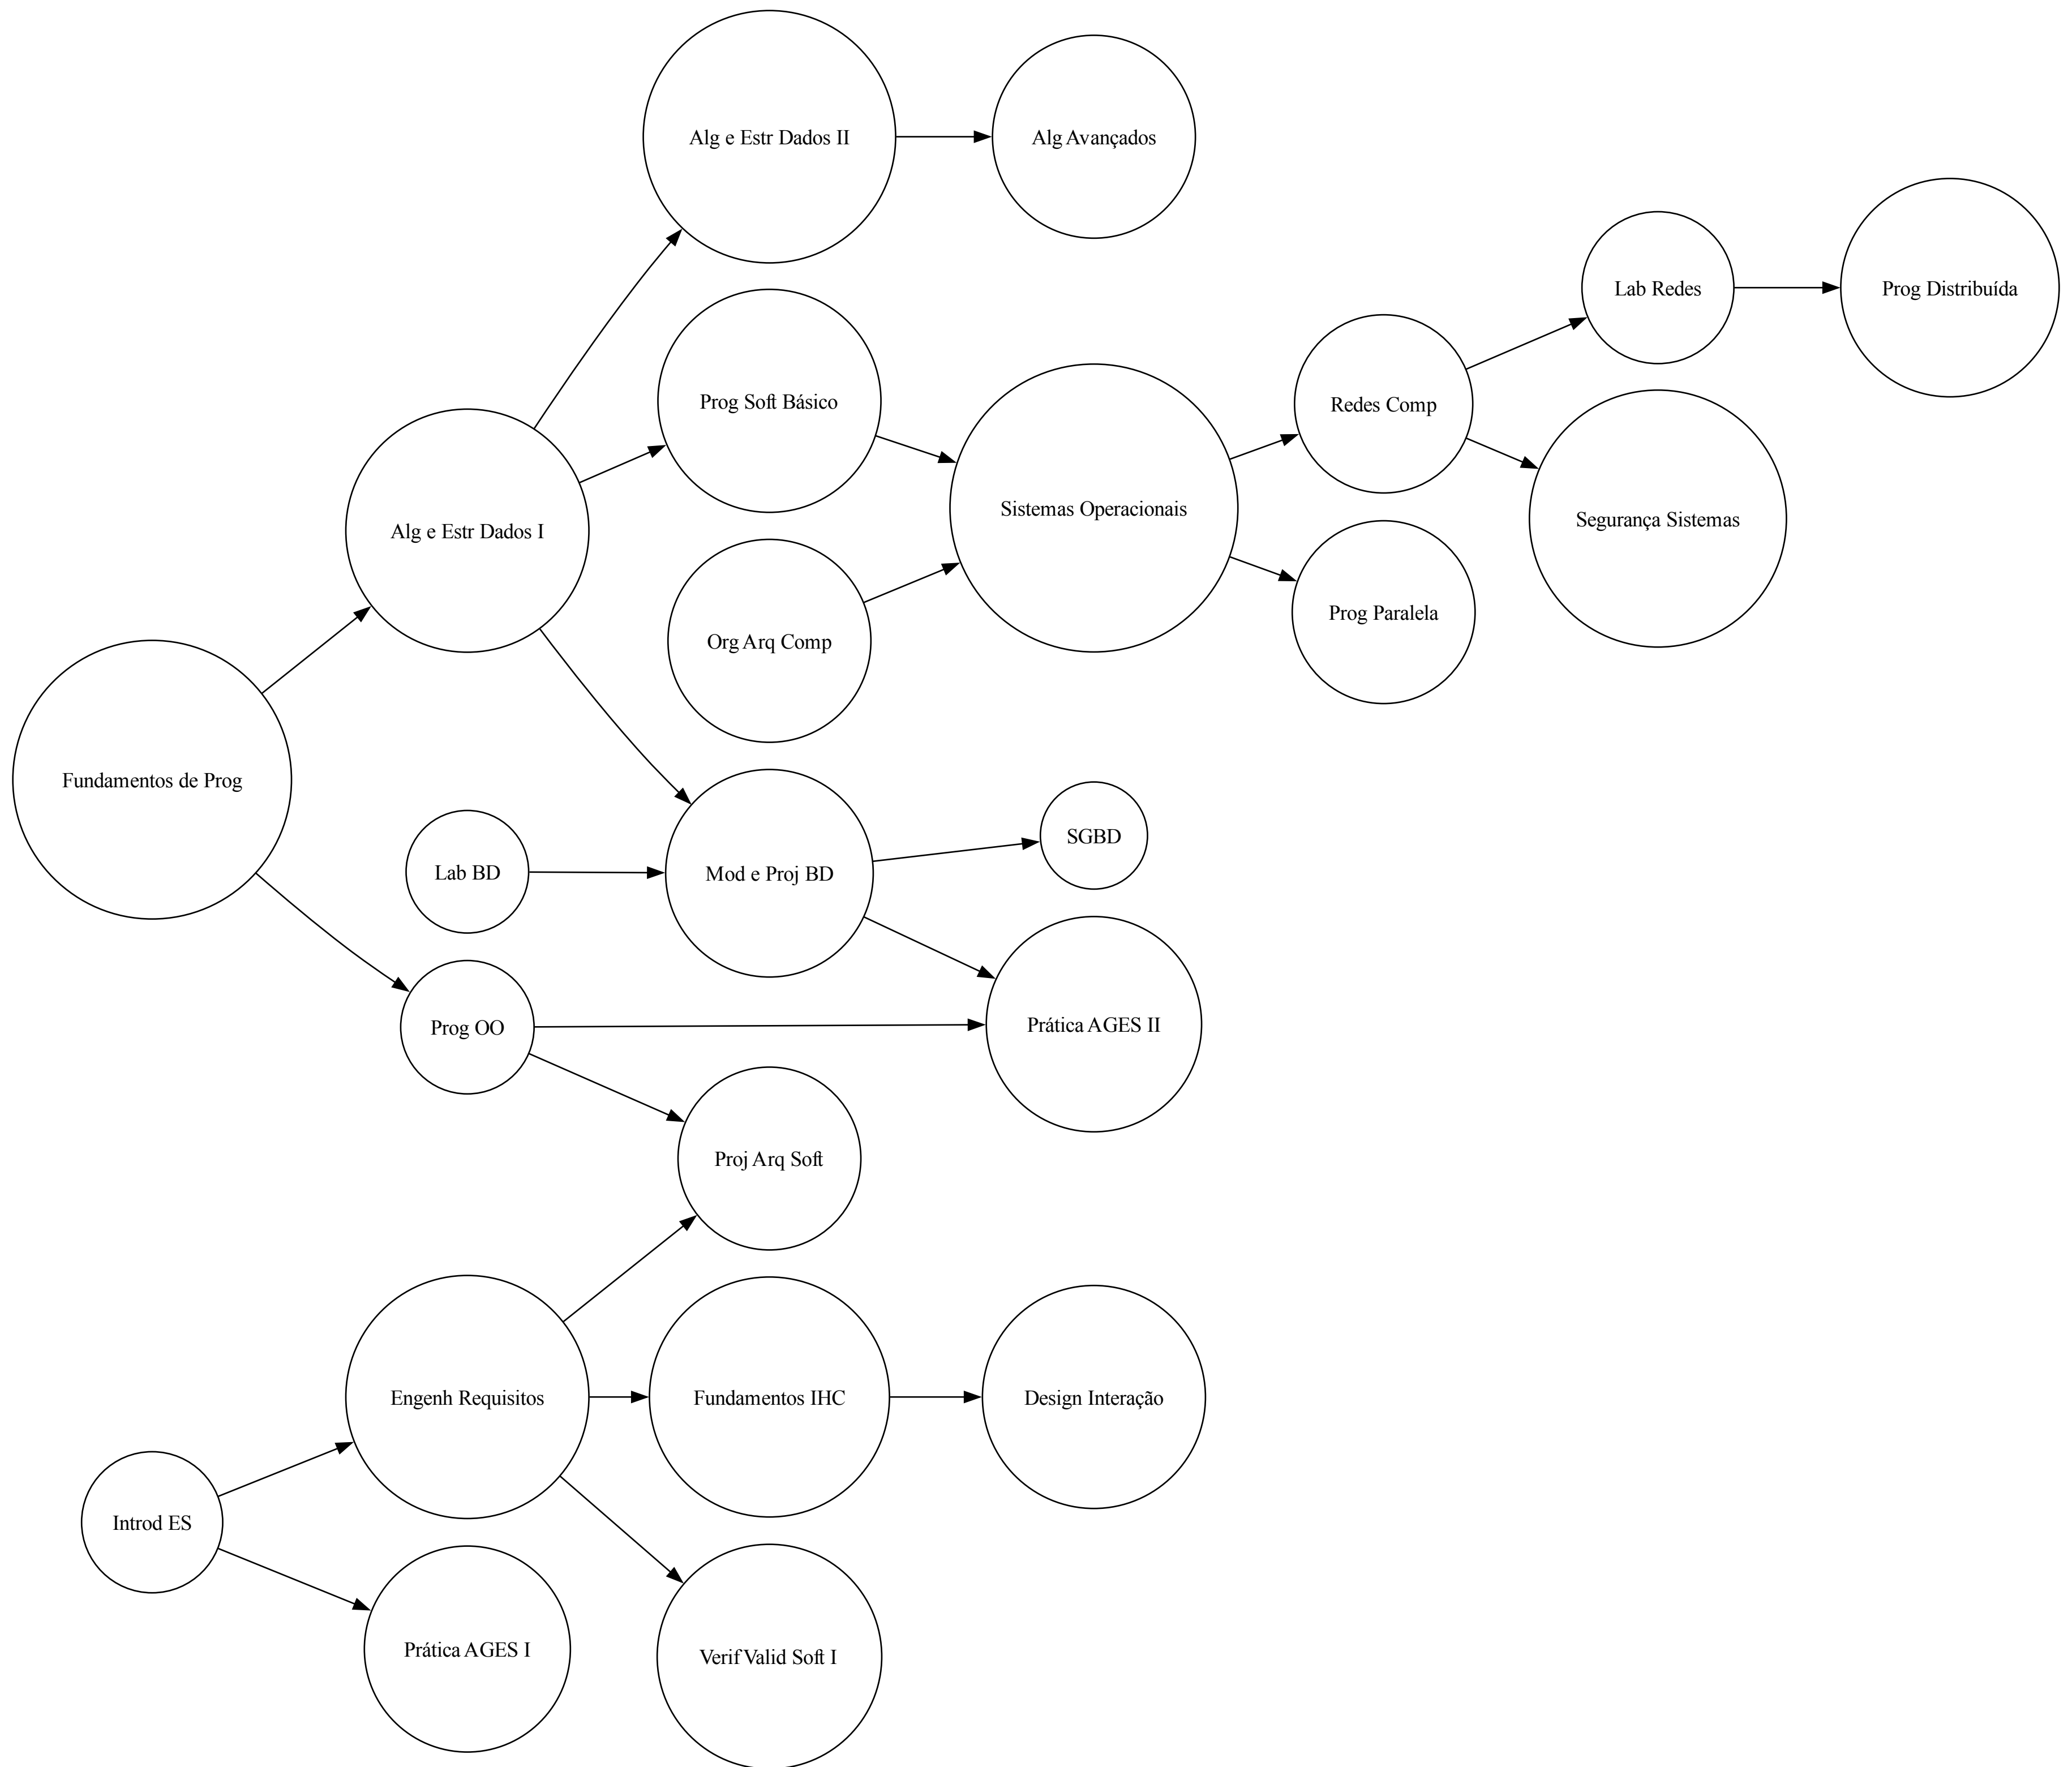 Alg e Estr Dados II
Alg Avançados
Lab Redes
Prog Distribuída
Prog Soft Básico
Redes Comp
Sistemas Operacionais
Segurança Sistemas
Alg e Estr Dados I
Prog Paralela
Org Arq Comp
Fundamentos de Prog
SGBD
Lab BD
Mod e Proj BD
Prog OO
Prática AGES II
Proj Arq Soft
Engenh Requisitos
Fundamentos IHC
Design Interação
Introd ES
Prática AGES I
Verif Valid Soft I